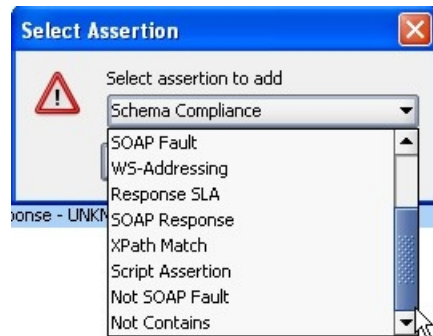 Select Assertion
Select assertion to add
Schema Compliance
SOAP Fault
WS-Addressing
Response SLA
SOAP Response
XPath Match
Script Assertion
Not SOAP Fault
Not Contains